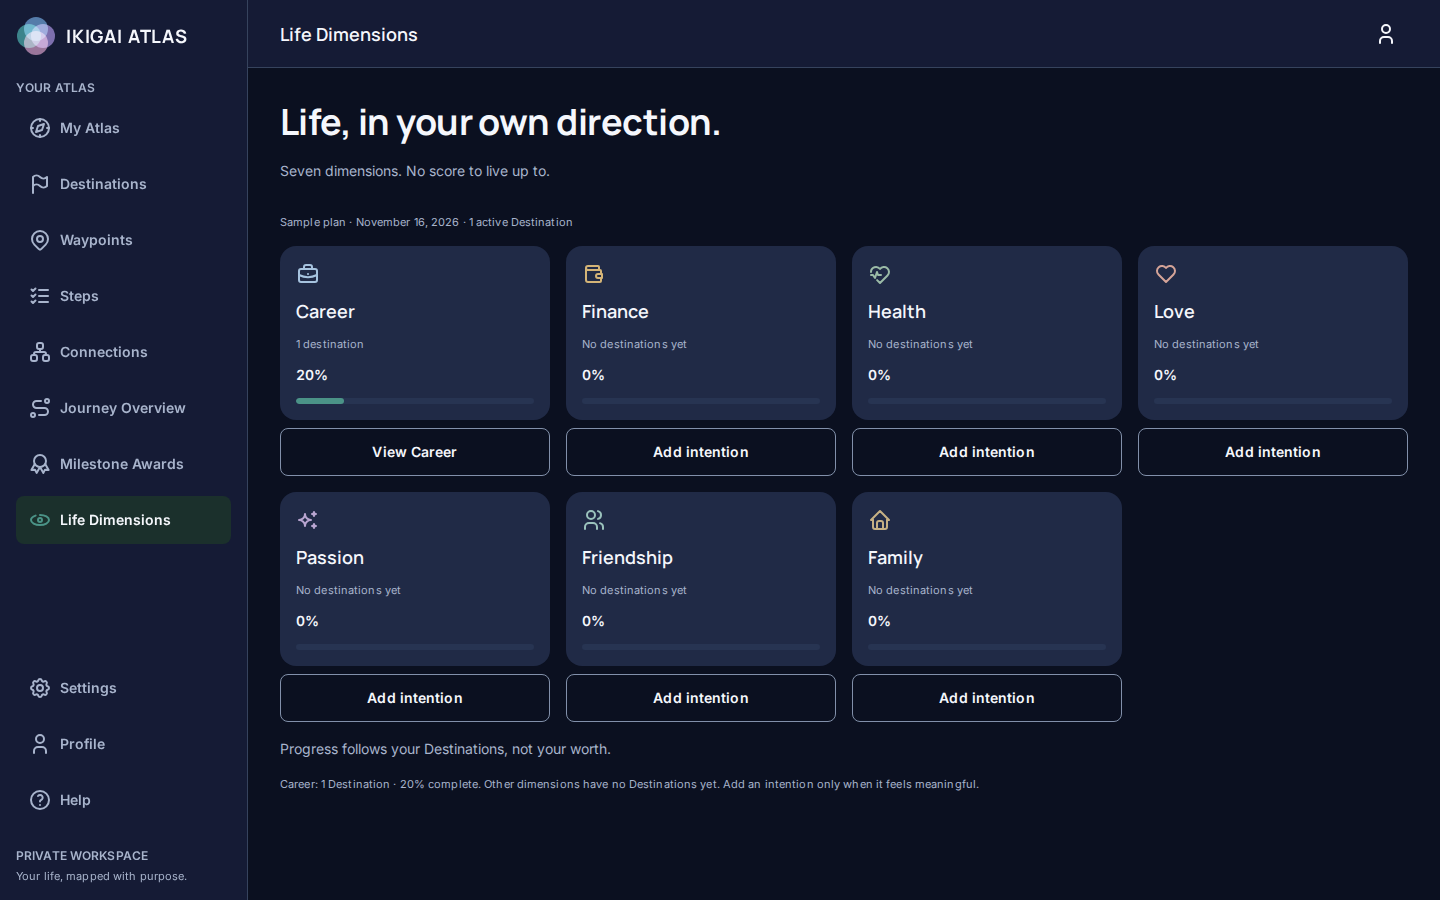 IKIGAI ATLAS
YOUR ATLAS
My Atlas
Destinations
Waypoints
Steps
Connections
Journey Overview
Milestone Awards
Life Dimensions
Settings
Profile
Help
PRIVATE WORKSPACE
Your life, mapped with purpose.
Life Dimensions
Life, in your own direction.
Seven dimensions. No score to live up to.
Sample plan · November 16, 2026 · 1 active Destination
Career
1 destination
20%
View Career
Finance
No destinations yet
0%
Add intention
Health
No destinations yet
0%
Add intention
Love
No destinations yet
0%
Add intention
Passion
No destinations yet
0%
Add intention
Friendship
No destinations yet
0%
Add intention
Family
No destinations yet
0%
Add intention
Progress follows your Destinations, not your worth.
Career: 1 Destination · 20% complete. Other dimensions have no Destinations yet. Add an intention only when it feels meaningful.